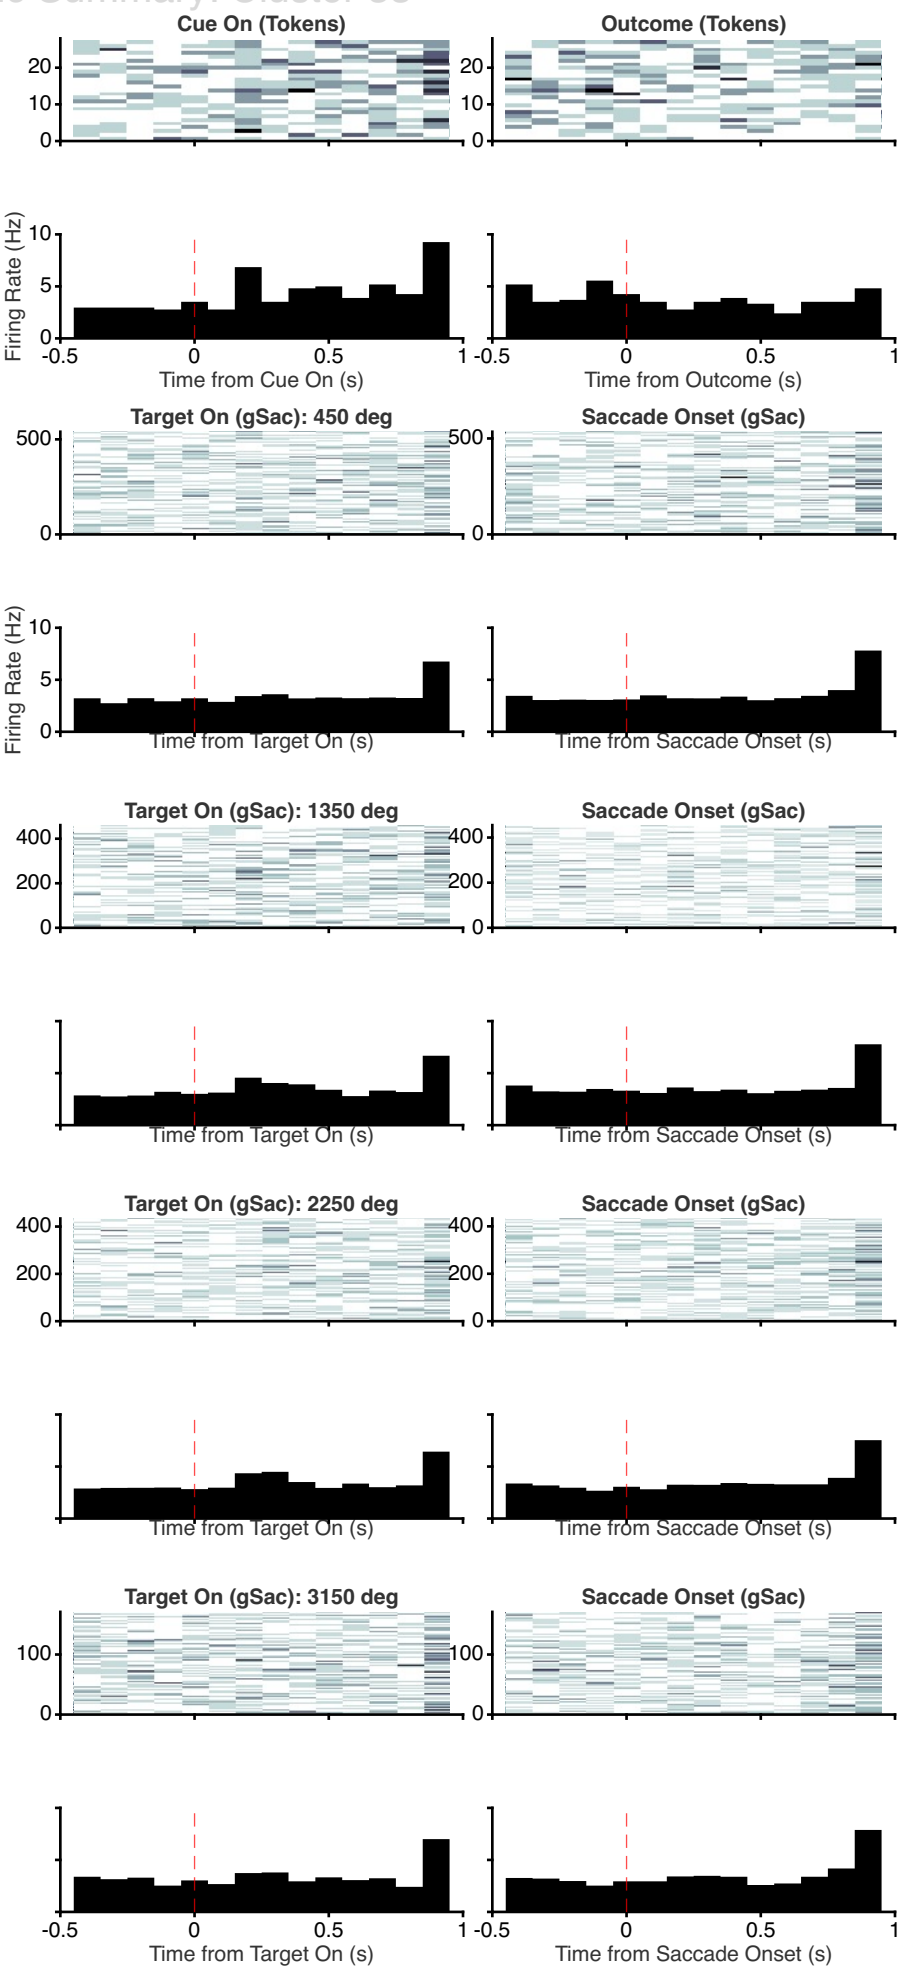 Summary: Cluster
Cue On (Tokens) Outcome (Tokens)
20 20
10 10
0 0
Firing Rate (Hz)
10
5
0
-0.5 0 0.5 1 -0.5 0 0.5 1
Time from Cue On (s) Time from Outcome (s)
Target On (gSac): 450 deg Saccade Onset (gSac)
500 500
0 0
Firing Rate (Hz)
10
5
0
Time from Target On (s) Time from Saccade Onset (s)
Target On (gSac): 1350 deg Saccade Onset (gSac)
400 400
200 200
0 0
Time from Target On (s) Time from Saccade Onset (s)
Target On (gSac): 2250 deg Saccade Onset (gSac)
400 400
200 200
0 0
Time from Target On (s) Time from Saccade Onset (s)
Target On (gSac): 3150 deg Saccade Onset (gSac)
100 100
0 0
-0.5 0 0.5 1 -0.5 0 0.5 1
Time from Target On (s) Time from Saccade Onset (s)